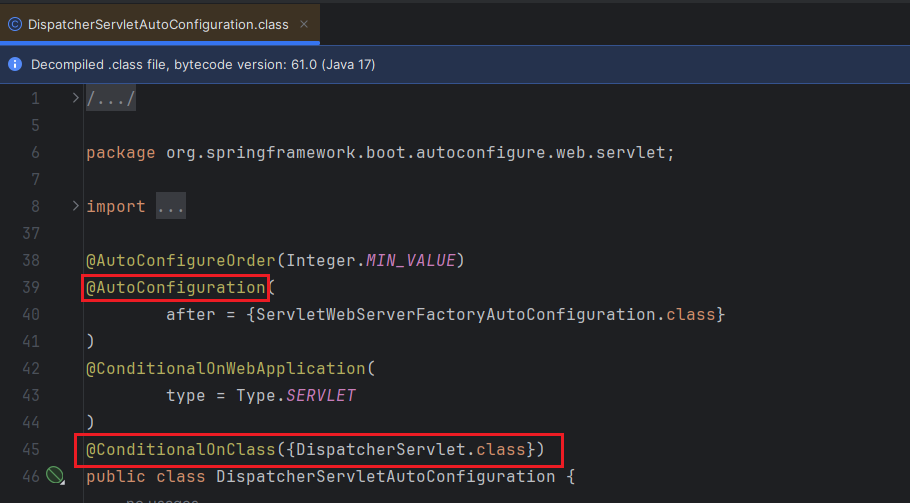 DispatcherServletAutoConfiguration.class
Decompiled .class file, bytecode version: 61.0 (Java 17)
1 /.../
5
6 package org.springframework.boot.autoconfigure.web.servlet;
7
8 import ...
37
38 @AutoConfigureOrder(Integer.MIN_VALUE)
39 @AutoConfiguration(
40 after = {ServletWebServerFactoryAutoConfiguration.class}
41 )
42 @ConditionalOnWebApplication(
43 type = Type.SERVLET
44 )
45 @ConditionalOnClass({DispatcherServlet.class})
46 public class DispatcherServletAutoConfiguration {
no usages